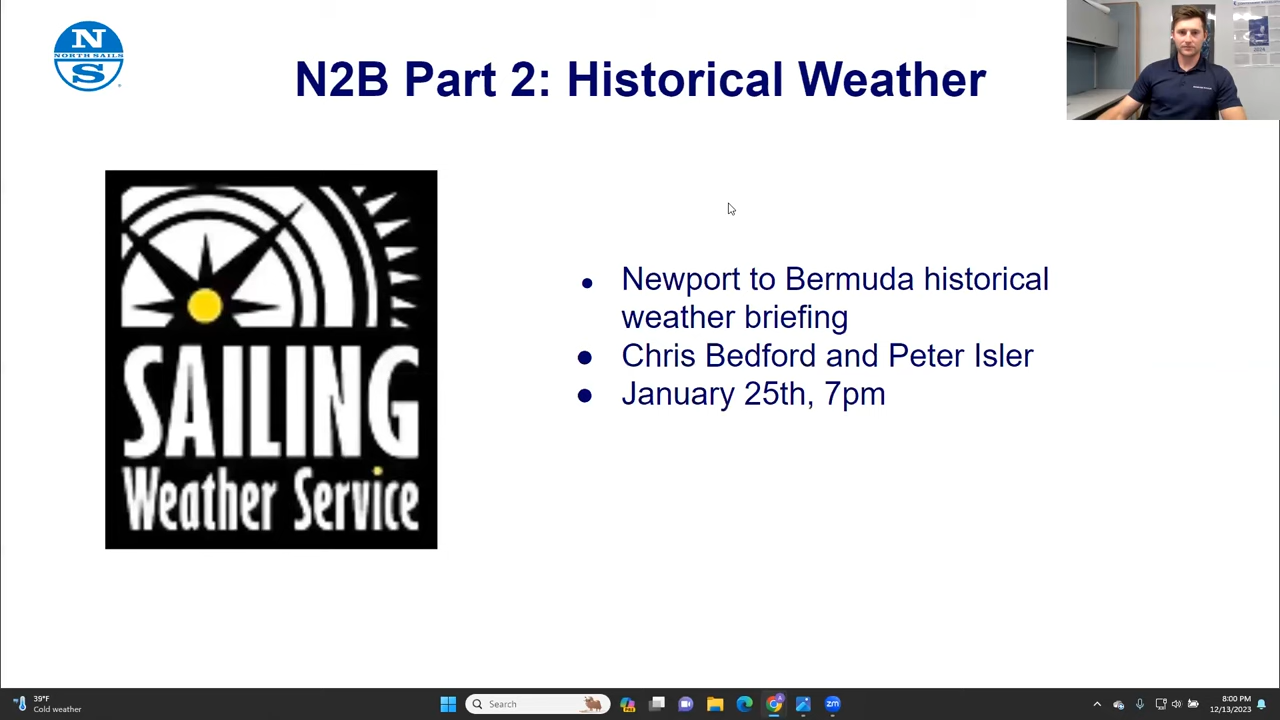 N
NORTH SAILS
S
N2B Part 2: Historical Weather
SAILING
Weather Service
• Newport to Bermuda historical
weather briefing
• Chris Bedford and Peter Isler
• January 25th, 7pm
39°F
Cold weather
Search
zm
8:00 PM
12/13/2023